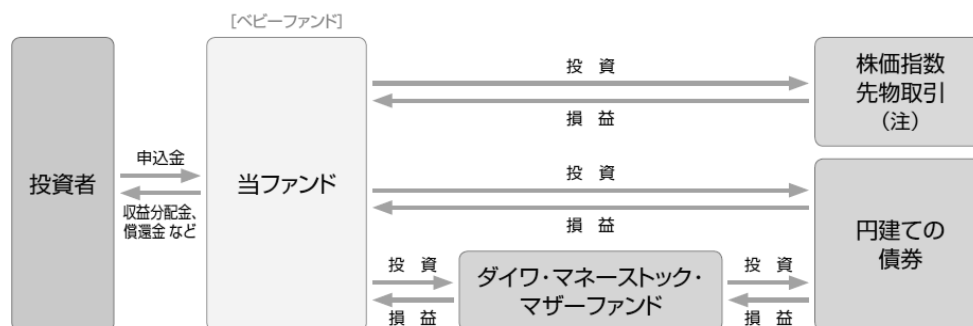 [ベビーファンド]
投資者
申込金
収益分配金、
償還金 など
当ファンド
投 資
損 益
株価指数
先物取引
(注)
投 資
損 益
円建ての
債券
投 資
損 益
ダイワ・マネーストック・
マザーファンド
投 資
損 益